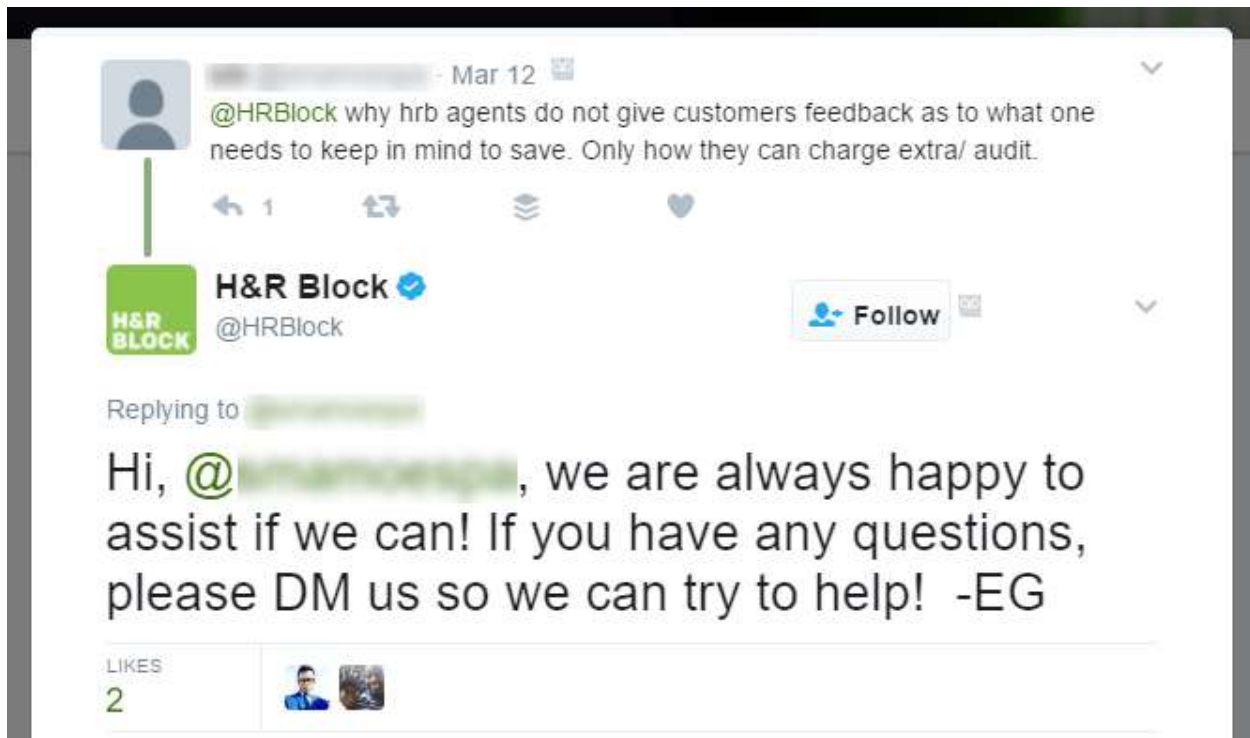 · Mar 12
@HRBlock why hrb agents do not give customers feedback as to what one
needs to keep in mind to save. Only how they can charge extra/ audit.
1
H&R Block
@HRBlock
H&R
BLOCK
Follow
Replying to
Hi, @ , we are always happy to
assist if we can! If you have any questions,
please DM us so we can try to help! -EG
LIKES
2